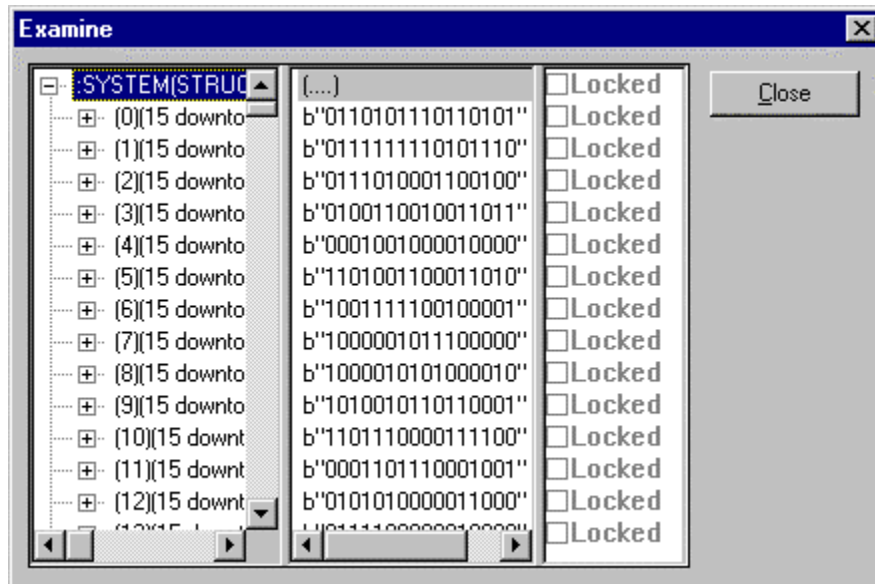 Examine
:SYSTEM(STRUC (....) Locked Close
(0)(15 downto b"0110101110110101" Locked
(1)(15 downto b"0111111110101110" Locked
(2)(15 downto b"0111010001100100" Locked
(3)(15 downto b"0100110010011011" Locked
(4)(15 downto b"0001001000010000" Locked
(5)(15 downto b"1101001100011010" Locked
(6)(15 downto b"1001111100100001" Locked
(7)(15 downto b"1000001011100000" Locked
(8)(15 downto b"1000010101000010" Locked
(9)(15 downto b"1010010110110001" Locked
(10)(15 downt b"1101110000111100" Locked
(11)(15 downt b"0001101110001001" Locked
(12)(15 downt b"0101010000011000" Locked
Locked